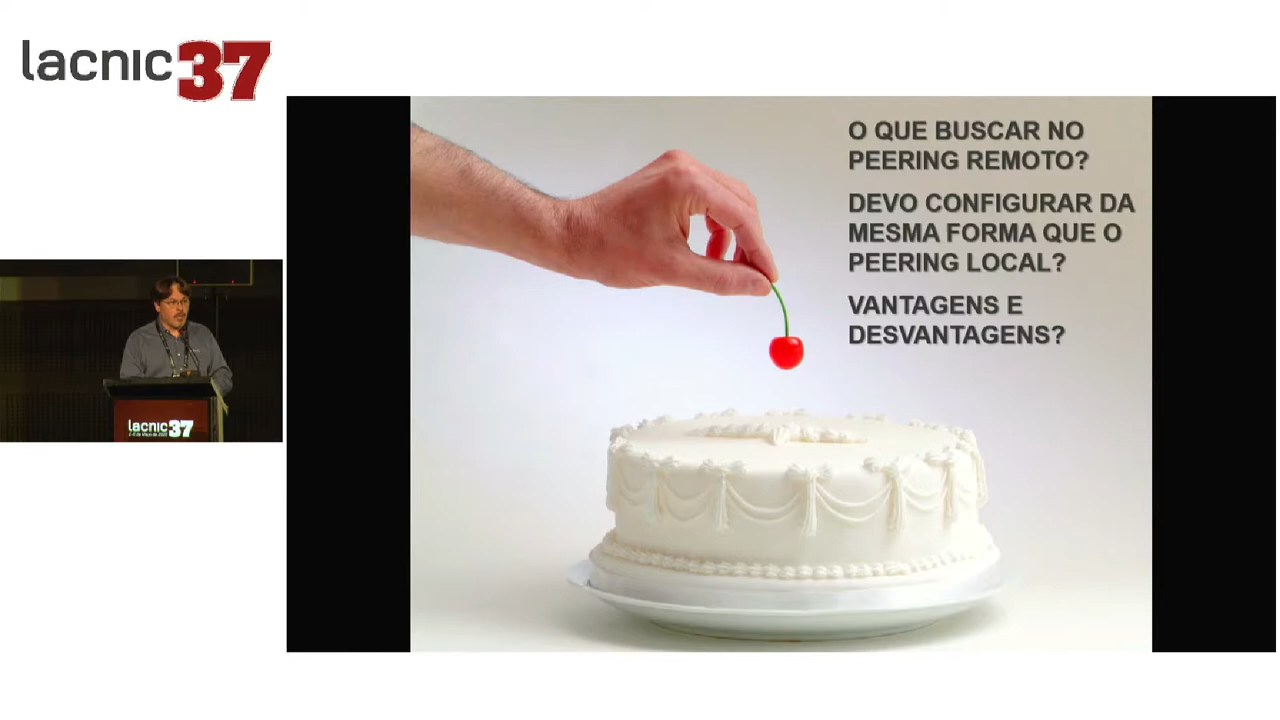 lacnic37
O QUE BUSCAR NO
PEERING REMOTO?
DEVO CONFIGURAR DA
MESMA FORMA QUE O
PEERING LOCAL?
VANTAGENS E
DESVANTAGENS?
lacnic37